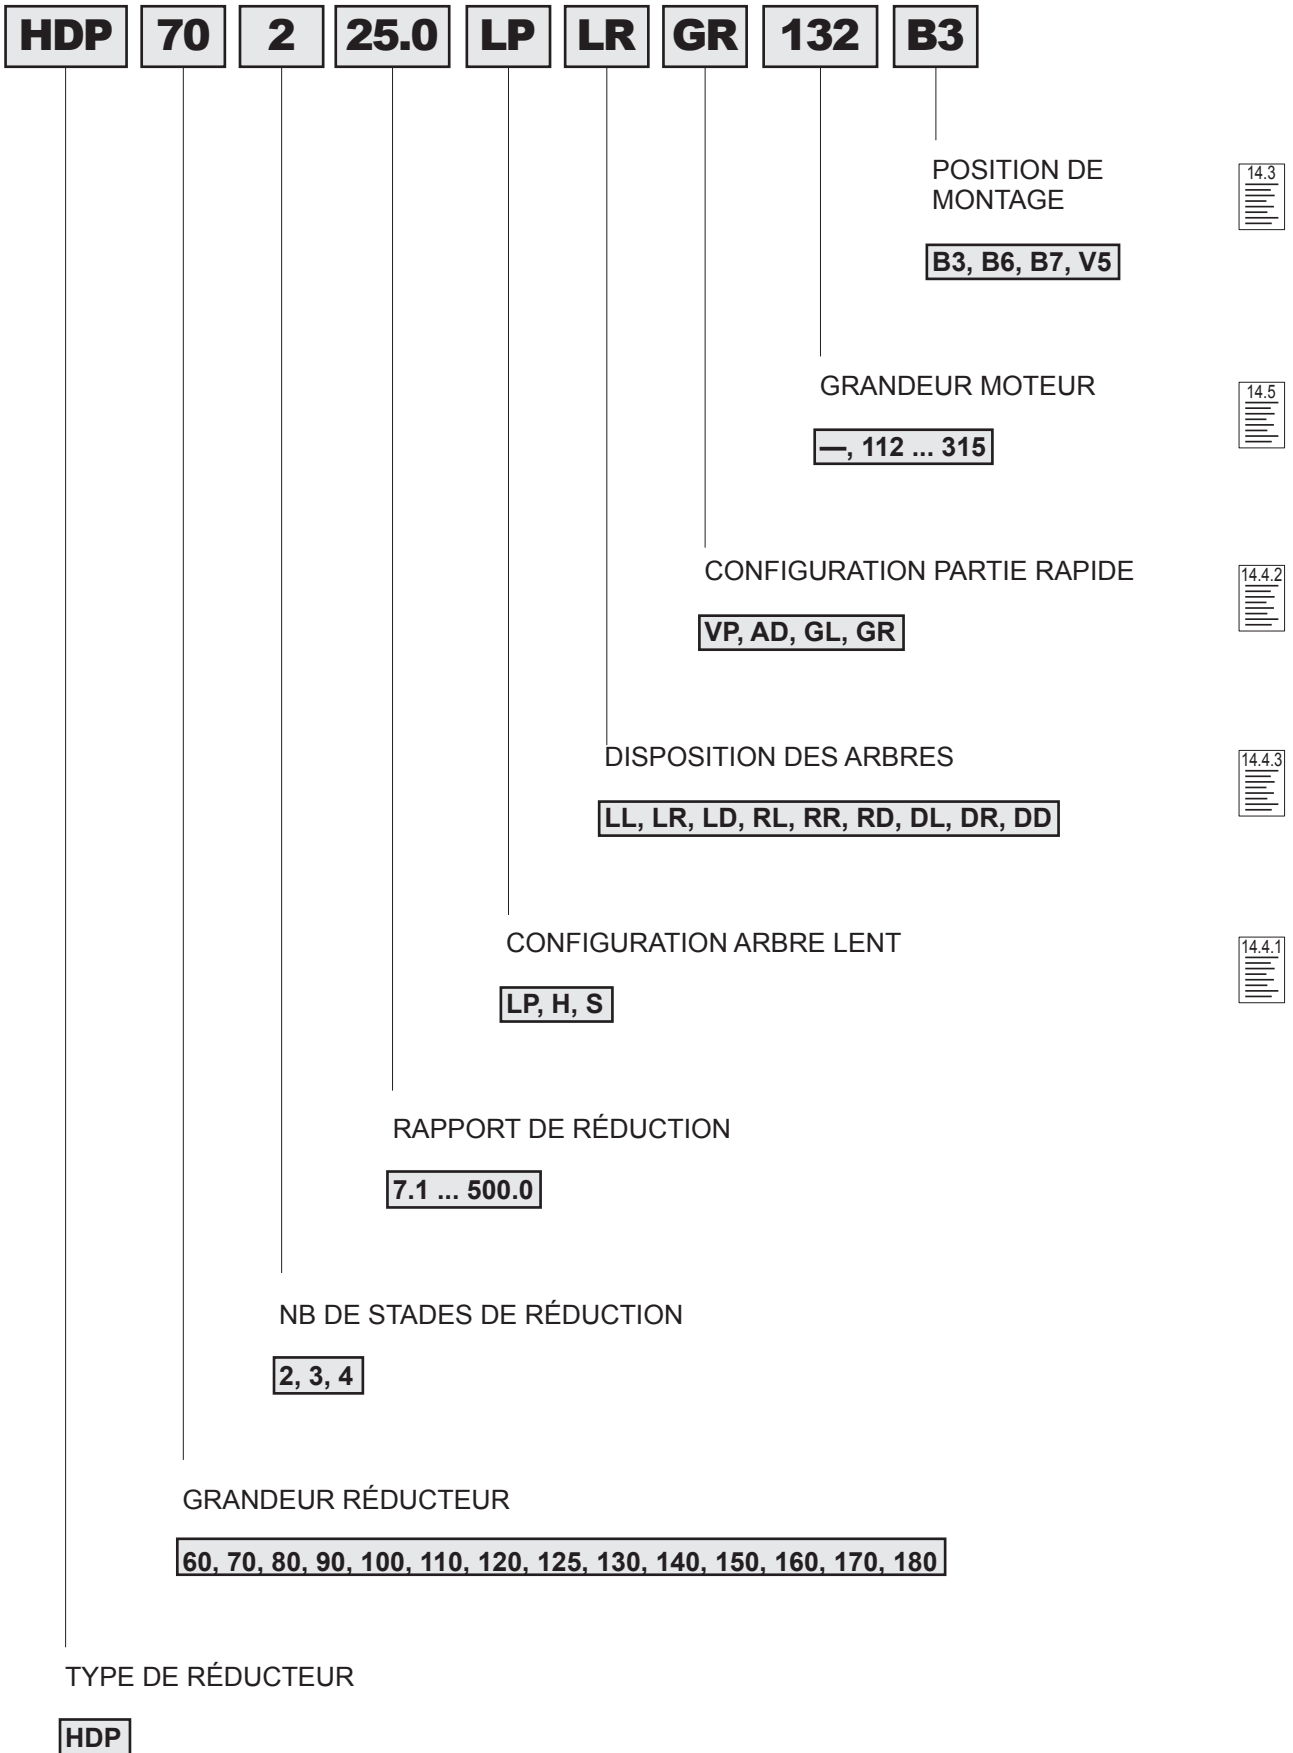 HDP 70 2 25.0 LP LR GR 132 B3
POSITION DE
MONTAGE
14.3
B3, B6, B7, V5
GRANDEUR MOTEUR
14.5
—, 112 ... 315
CONFIGURATION PARTIE RAPIDE
14.4.2
VP, AD, GL, GR
DISPOSITION DES ARBRES
14.4.3
LL, LR, LD, RL, RR, RD, DL, DR, DD
CONFIGURATION ARBRE LENT
14.4.1
LP, H, S
RAPPORT DE RÉDUCTION
7.1 ... 500.0
NB DE STADES DE RÉDUCTION
2, 3, 4
GRANDEUR RÉDUCTEUR
60, 70, 80, 90, 100, 110, 120, 125, 130, 140, 150, 160, 170, 180
TYPE DE RÉDUCTEUR
HDP